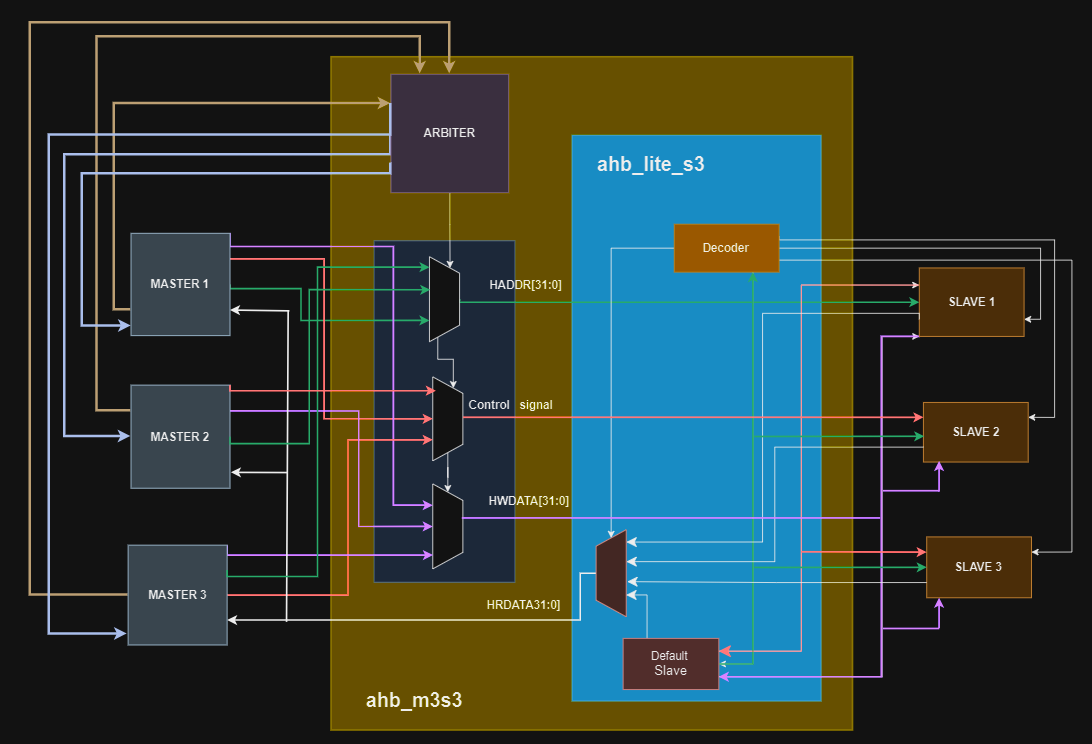 ARBITER
ahb_lite_s3
Decoder
MASTER 1
HADDR[31:0]
SLAVE 1
MASTER 2
Control signal
SLAVE 2
HWDATA[31:0]
MASTER 3
SLAVE 3
HRDATA31:0]
Default
Slave
ahb_m3s3